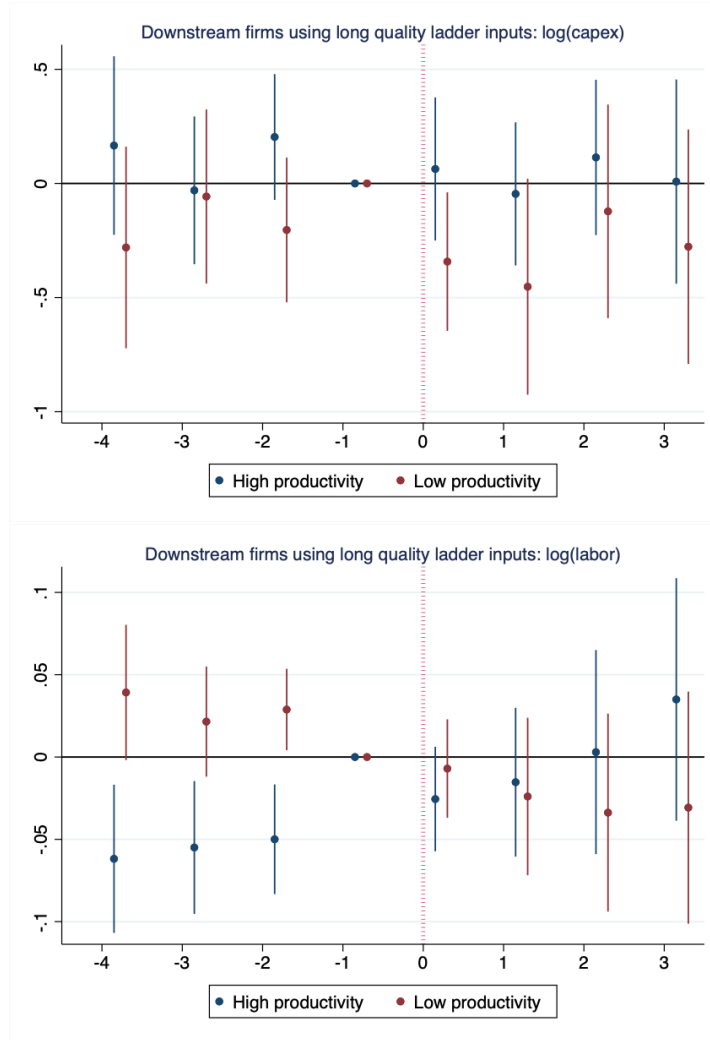 Downstream firms using long quality ladder inputs: log(capex)
.5
0
-.5
-1
-4 -3 -2 -1 0 1 2 3
High productivity Low productivity
Downstream firms using long quality ladder inputs: log(labor)
.1
.05
0
-.05
-.1
-4 -3 -2 -1 0 1 2 3
High productivity Low productivity